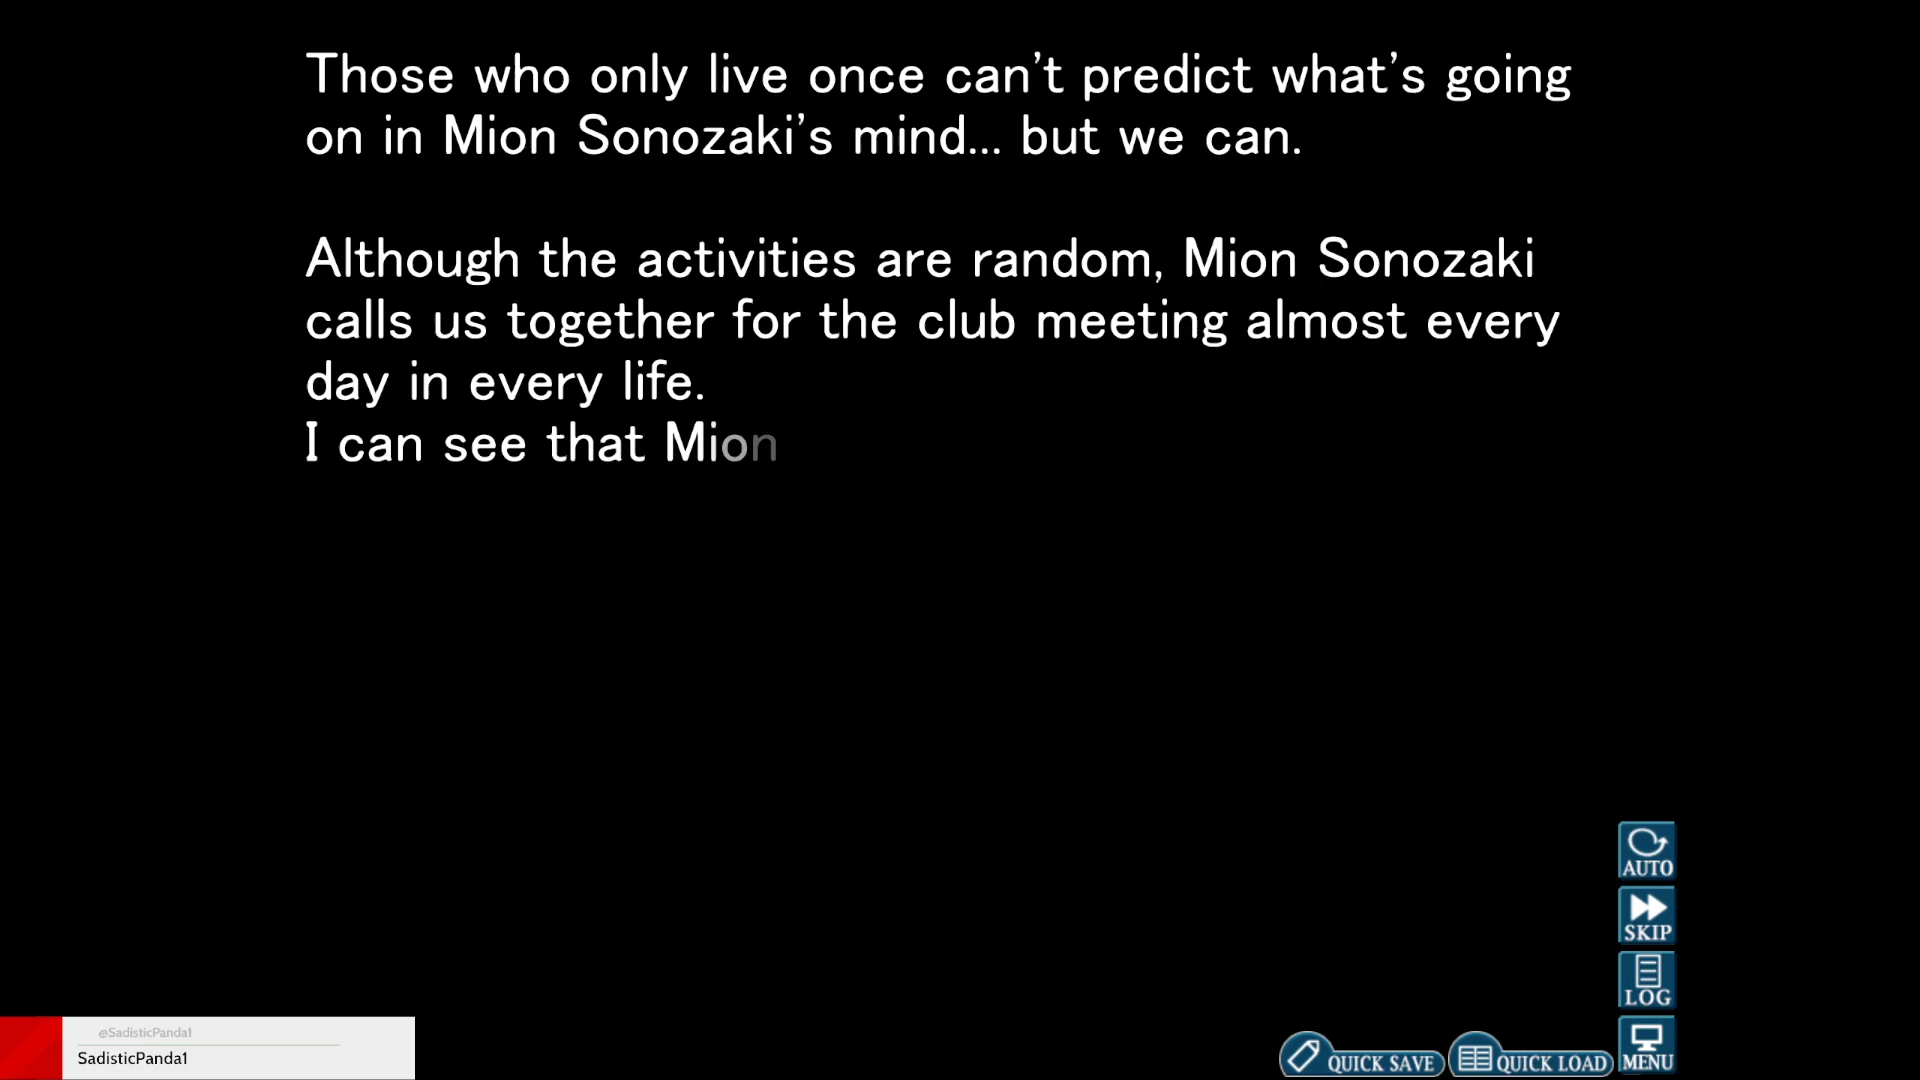 Those who only live once can't predict what's going
on in Mion Sonozaki's mind... but we can.
Although the activities are random, Mion Sonozaki
calls us together for the club meeting almost every
day in every life.
I can see that Mion
AUTO
SKIP
LOG
MENU
QUICK SAVE
QUICK LOAD
@SadisticPanda1
SadisticPanda1